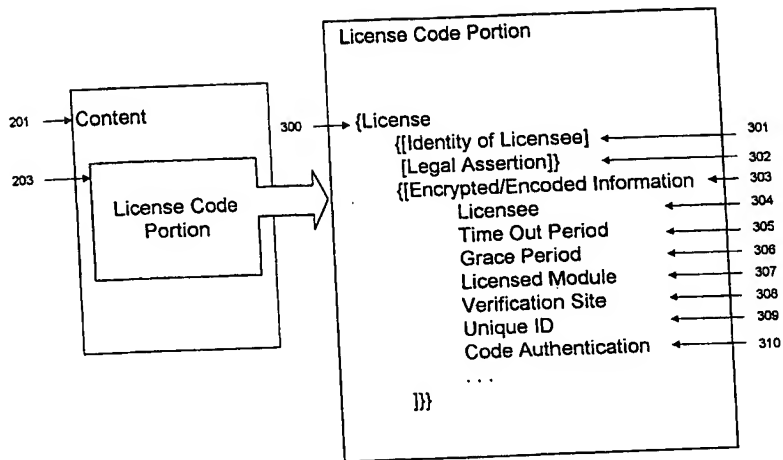 License Code Portion
201 Content
300 {License
{[Identity of Licensee] 301
[Legal Assertion]} 302
203
{[Encrypted/Encoded Information 303
License Code
Portion
Licensee 304
Time Out Period 305
Grace Period 306
Licensed Module 307
Verification Site 308
Unique ID 309
Code Authentication 310
. . .
]}}